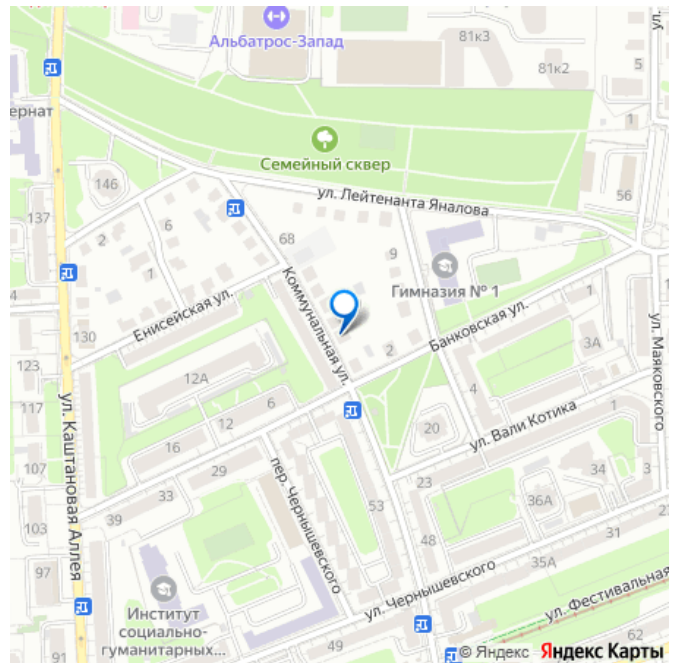 Альбатрос-Запад
81к3
81к2
5
ул.
1
ернат
Семейный сквер
ул. Лейтенанта Яналова
146
56
137
6
2
68
9
1
Гимназия № 1
Енисейская ул.
Коммунальная ул.
Банковская ул.
ул. Маяковского
4
130
123
2
3А
12А
117
ул. Каштановая Аллея
6
12
4
20
ул. Вали Котика
1
16
107
29
33
39
103
пер. Чернышевского
53
23
34
3
36А
48
31
35А
97
ул. Чернышевского
ул. Фестивальная
Институт
социально-
гуманитарных...
91
49
62
© Яндекс Яндекс Карты